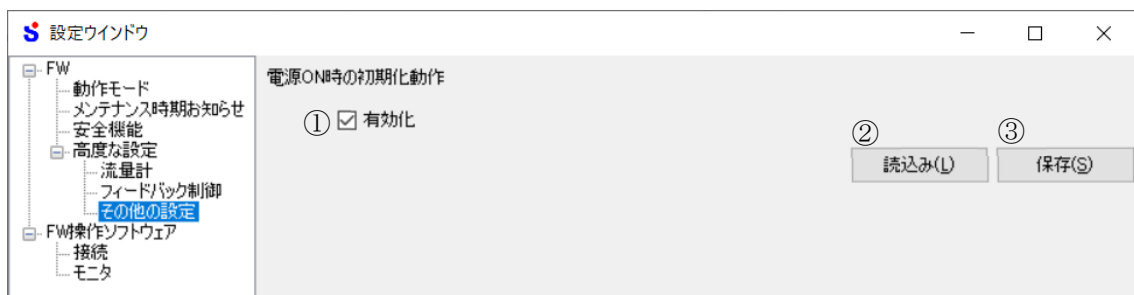 設定ウインドウ
FW
動作モード
メンテナンス時期お知らせ
安全機能
高度な設定
流量計
フィードバック制御
その他の設定
FW操作ソフトウェア
接続
モニタ
電源ON時の初期化動作
① 有効化
② ③
読込み(L) 保存(S)